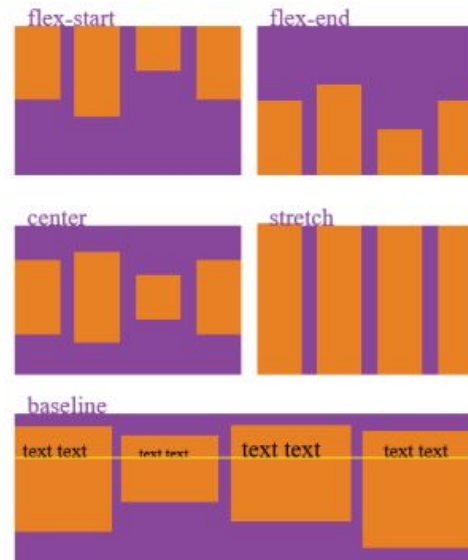 flex-start
flex-end
center
stretch
baseline
text text
text text
text text
text text